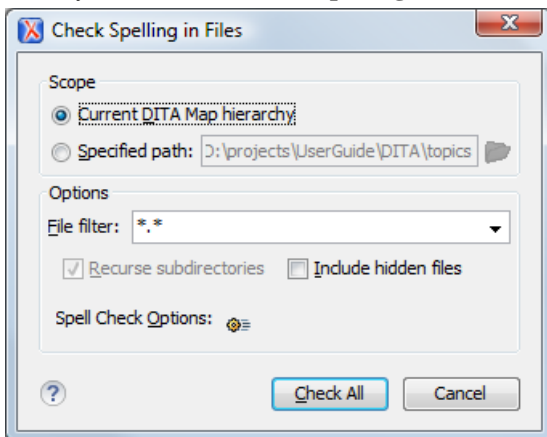 Check Spelling in Files
Scope
Current DITA Map hierarchy
Specified path: D:\projects\UserGuide\DITA\topics
Options
File filter: *.*
Recurse subdirectories Include hidden files
Spell Check Options:
? Check All Cancel